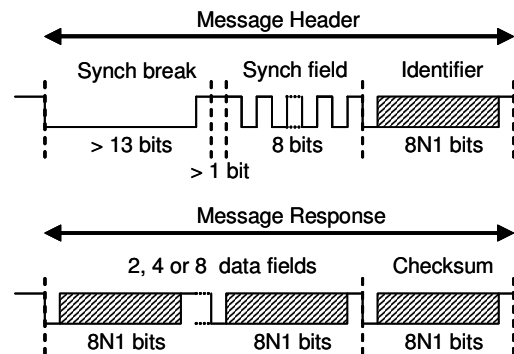 Message Header
Synch break Synch field Identifier
> 13 bits 8 bits 8N1 bits
> 1 bit
Message Response
2, 4 or 8 data fields Checksum
8N1 bits 8N1 bits 8N1 bits